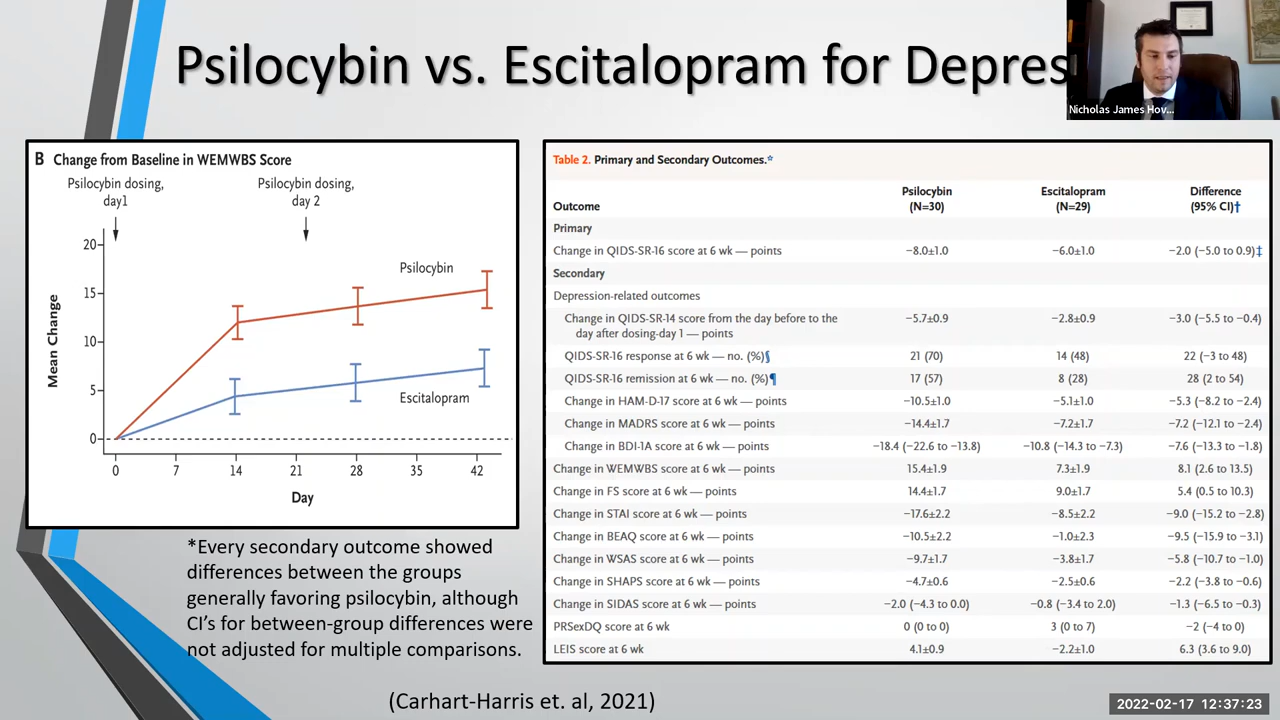 Psilocybin vs. Escitalopram for Depres
Nicholas James Hov...
B Change from Baseline in WEMWBS Score
Psilocybin dosing, day1
Psilocybin dosing, day 2
Mean Change
20
15
10
5
0
Psilocybin
Escitalopram
0 7 14 21 28 35 42
Day
*Every secondary outcome showed
differences between the groups
generally favoring psilocybin, although
CI's for between-group differences were
not adjusted for multiple comparisons.
Table 2. Primary and Secondary Outcomes.*
Outcome Psilocybin (N=30) Escitalopram (N=29) Difference (95% CI)†
Primary
Change in QIDS-SR-16 score at 6 wk — points −8.0±1.0 −6.0±1.0 −2.0 (−5.0 to 0.9)‡
Secondary
Depression-related outcomes
Change in QIDS-SR-14 score from the day before to the −5.7±0.9 −2.8±0.9 −3.0 (−5.5 to −0.4)
day after dosing-day 1 — points
QIDS-SR-16 response at 6 wk — no. (%)§ 21 (70) 14 (48) 22 (−3 to 48)
QIDS-SR-16 remission at 6 wk — no. (%)¶ 17 (57) 8 (28) 28 (2 to 54)
Change in HAM-D-17 score at 6 wk — points −10.5±1.0 −5.1±1.0 −5.3 (−8.2 to −2.4)
Change in MADRS score at 6 wk — points −14.4±1.7 −7.2±1.7 −7.2 (−12.1 to −2.4)
Change in BDI-1A score at 6 wk — points −18.4 (−22.6 to −13.8) −10.8 (−14.3 to −7.3) −7.6 (−13.3 to −1.8)
Change in WEMWBS score at 6 wk — points 15.4±1.9 7.3±1.9 8.1 (2.6 to 13.5)
Change in FS score at 6 wk — points 14.4±1.7 9.0±1.7 5.4 (0.5 to 10.3)
Change in STAI score at 6 wk — points −17.6±2.2 −8.5±2.2 −9.0 (−15.2 to −2.8)
Change in BEAQ score at 6 wk — points −10.5±2.2 −1.0±2.3 −9.5 (−15.9 to −3.1)
Change in WSAS score at 6 wk — points −9.7±1.7 −3.8±1.7 −5.8 (−10.7 to −1.0)
Change in SHAPS score at 6 wk — points −4.7±0.6 −2.5±0.6 −2.2 (−3.8 to −0.6)
Change in SIDAS score at 6 wk — points −2.0 (−4.3 to 0.0) −0.8 (−3.4 to 2.0) −1.3 (−6.5 to −0.3)
PRSexDQ score at 6 wk 0 (0 to 0) 3 (0 to 7) −2 (−4 to 0)
LEIS score at 6 wk 4.1±0.9 −2.2±1.0 6.3 (3.6 to 9.0)
(Carhart-Harris et. al, 2021)
2022-02-17 12:37:23